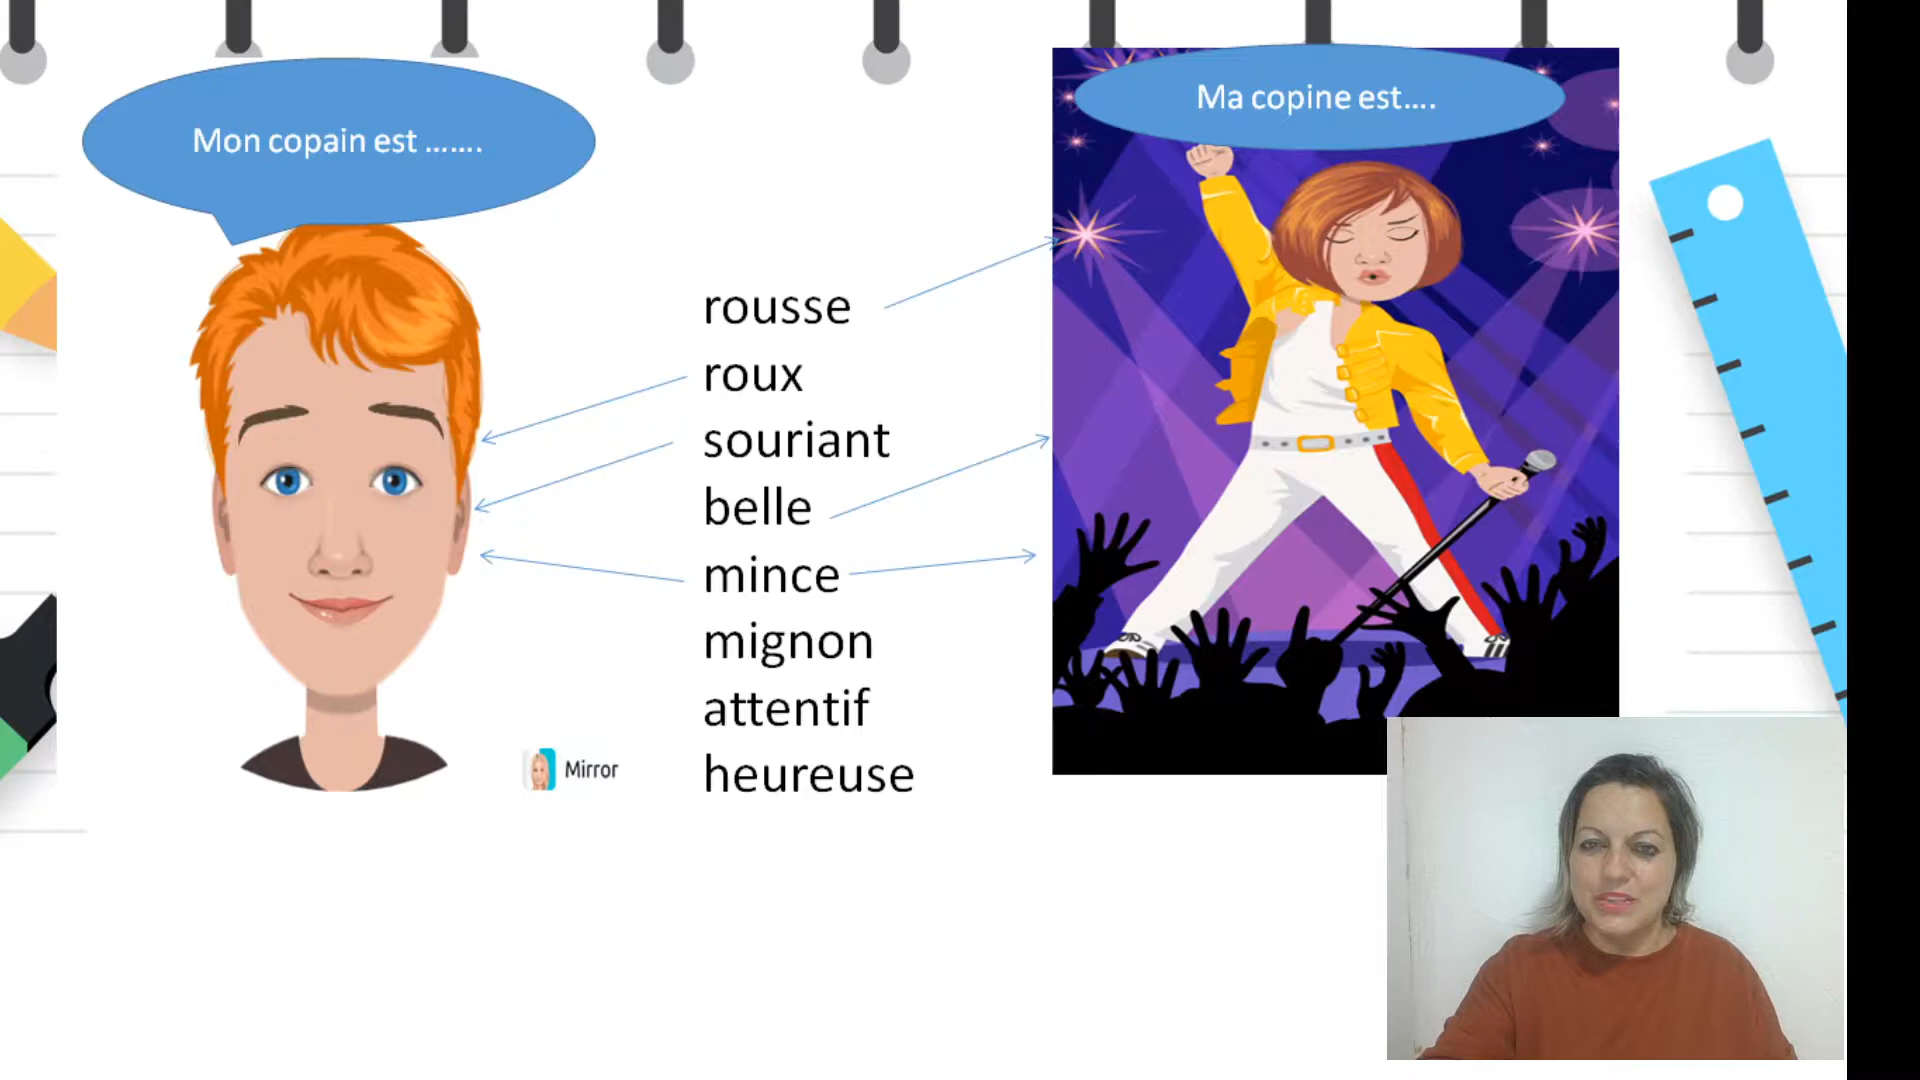 Mon copain est .......
Ma copine est....
rousse
roux
souriant
belle
mince
mignon
attentif
heureuse
Mirror